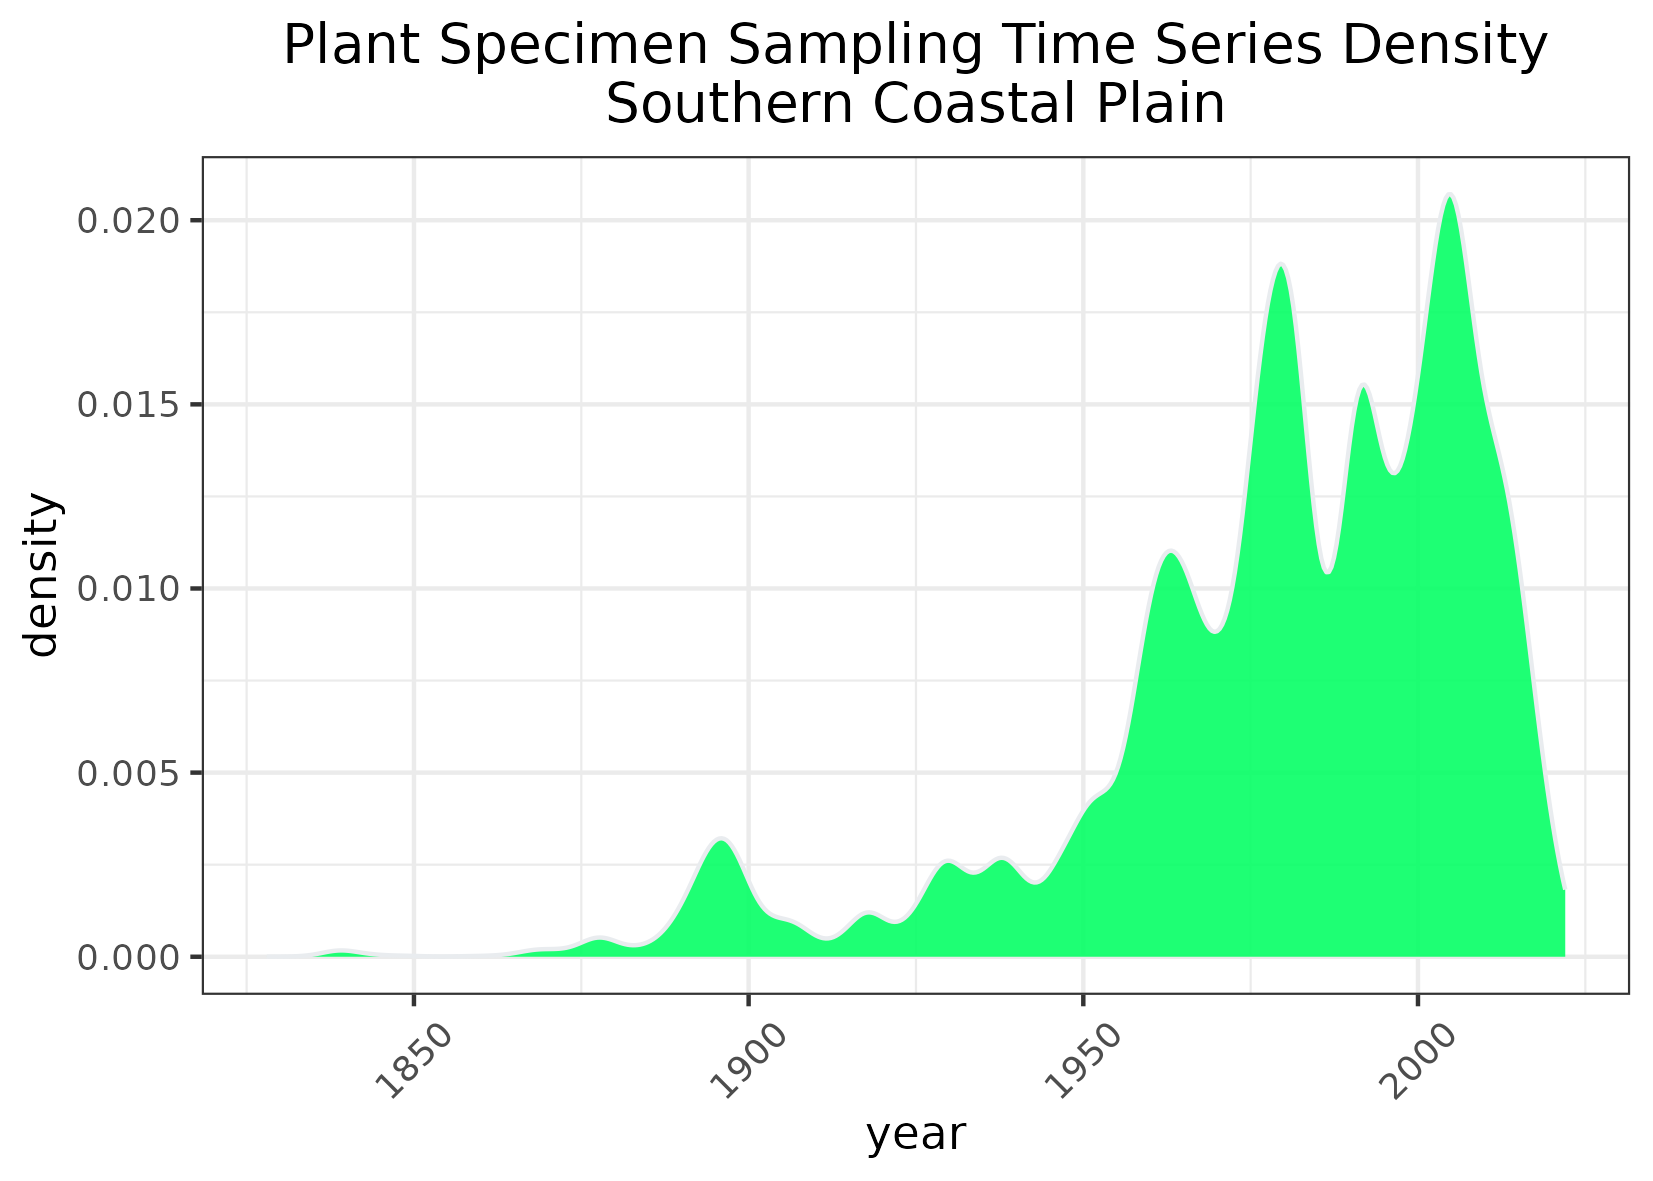 Plant Specimen Sampling Time Series Density
Southern Coastal Plain
0.020
0.015
0.010
0.005
0.000
density
1850
1900
1950
2000
year